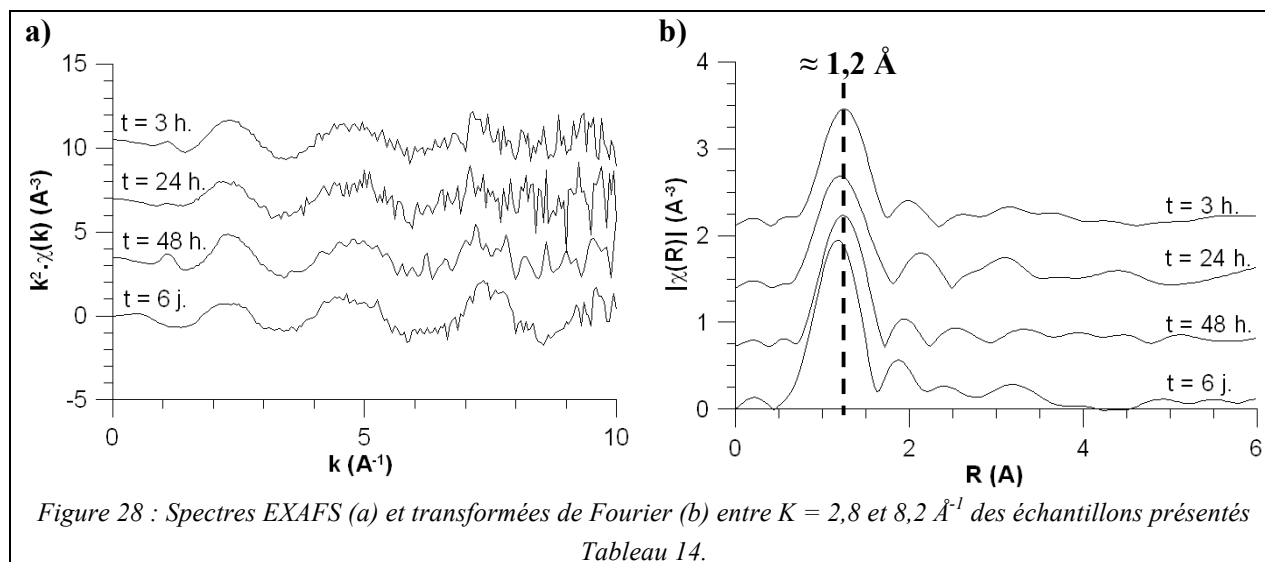 a)
15
10
5
0
-5
k².χ(k) (A⁻³)
t = 3 h.
t = 24 h.
t = 48 h.
t = 6 j.
0
5
10
k (A⁻¹)
b)
≈ 1,2 Å
4
3
2
1
0
|χ(R)| (A⁻³)
t = 3 h.
t = 24 h.
t = 48 h.
t = 6 j.
0
2
4
6
R (A)
Figure 28 : Spectres EXAFS (a) et transformées de Fourier (b) entre K = 2,8 et 8,2 Å⁻¹ des échantillons présentés
Tableau 14.